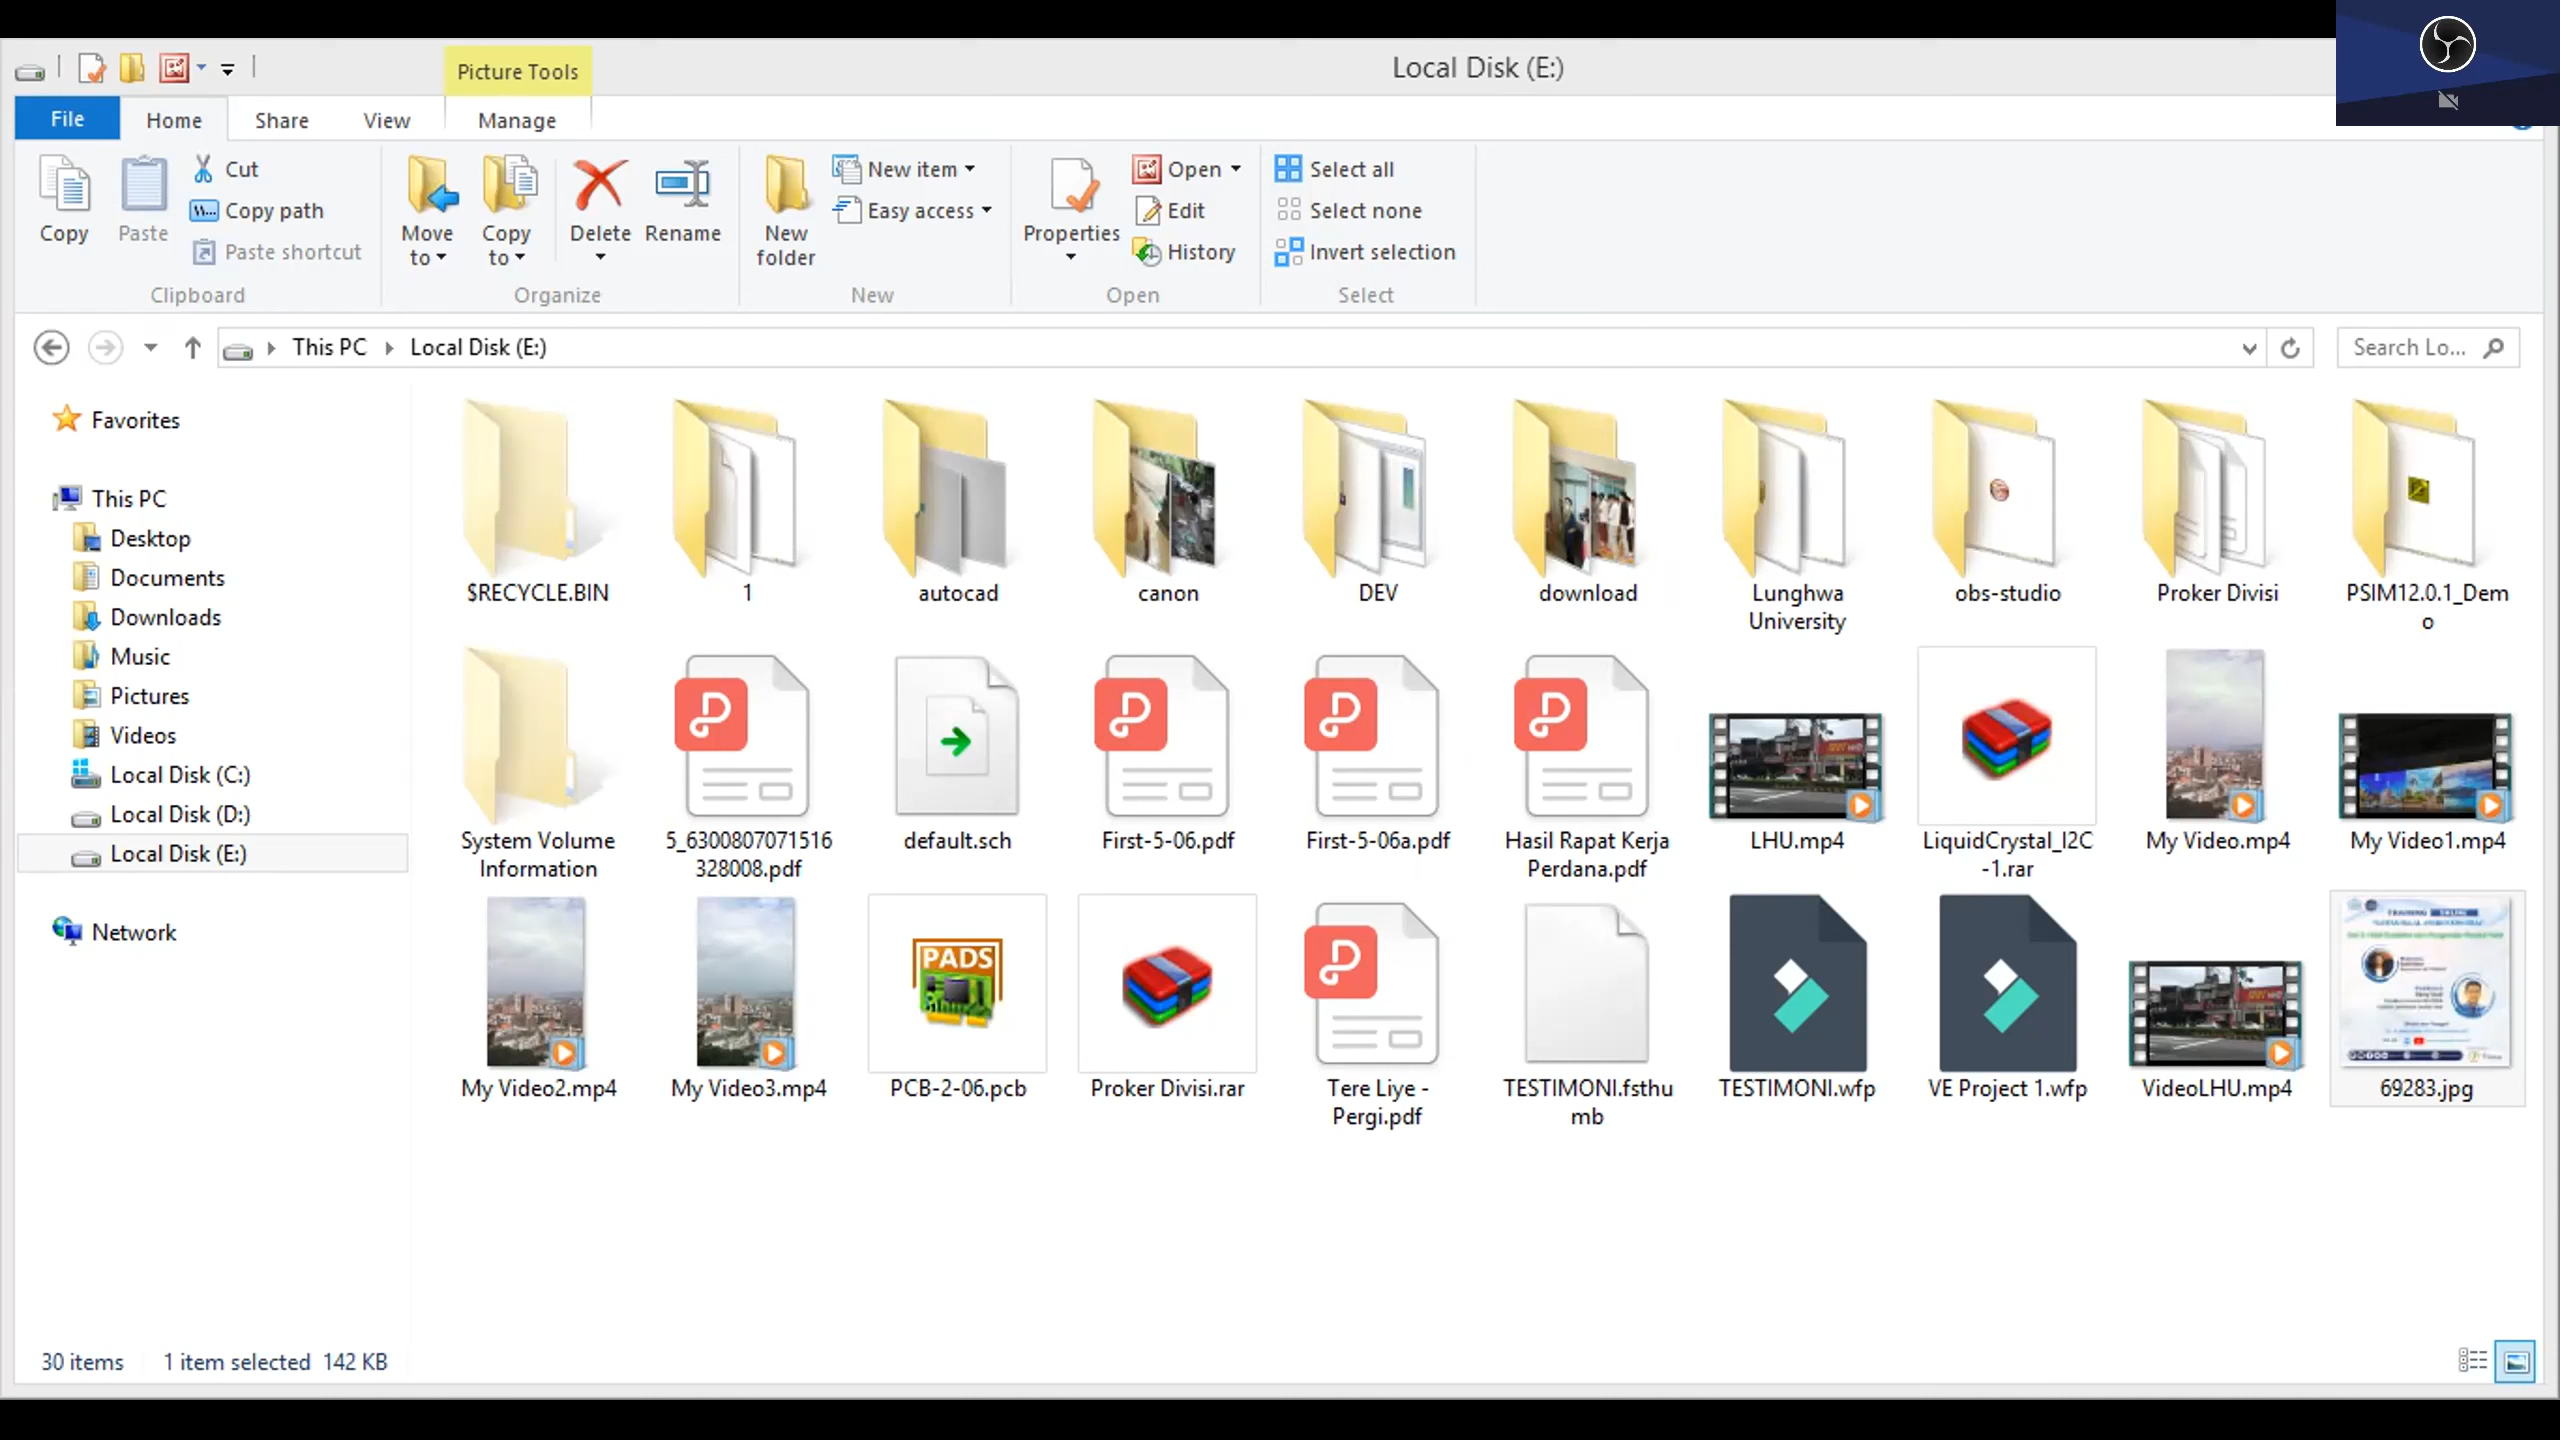 Picture Tools
Local Disk (E:)
File
Home
Share
View
Manage
Copy
Paste
Cut
Copy path
Paste shortcut
Clipboard
Move to
Copy to
Delete
Rename
Organize
New folder
New item
Easy access
New
Properties
Open
Edit
History
Open
Select all
Select none
Invert selection
Select
This PC
Local Disk (E:)
Search Lo...
Favorites
This PC
Desktop
Documents
Downloads
Music
Pictures
Videos
Local Disk (C:)
Local Disk (D:)
Local Disk (E:)
Network
$RECYCLE.BIN
1
autocad
canon
DEV
download
Lunghwa
University
obs-studio
Proker Divisi
PSIM12.0.1_Dem
o
System Volume
Information
5_6300807071516
328008.pdf
default.sch
First-5-06.pdf
First-5-06a.pdf
Hasil Rapat Kerja
Perdana.pdf
LHU.mp4
LiquidCrystal_I2C
-1.rar
My Video.mp4
My Video1.mp4
My Video2.mp4
My Video3.mp4
PADS
PCB-2-06.pcb
Proker Divisi.rar
Tere Liye -
Pergi.pdf
TESTIMONI.fsthu
mb
TESTIMONI.wfp
VE Project 1.wfp
VideoLHU.mp4
69283.jpg
30 items
1 item selected 142 KB